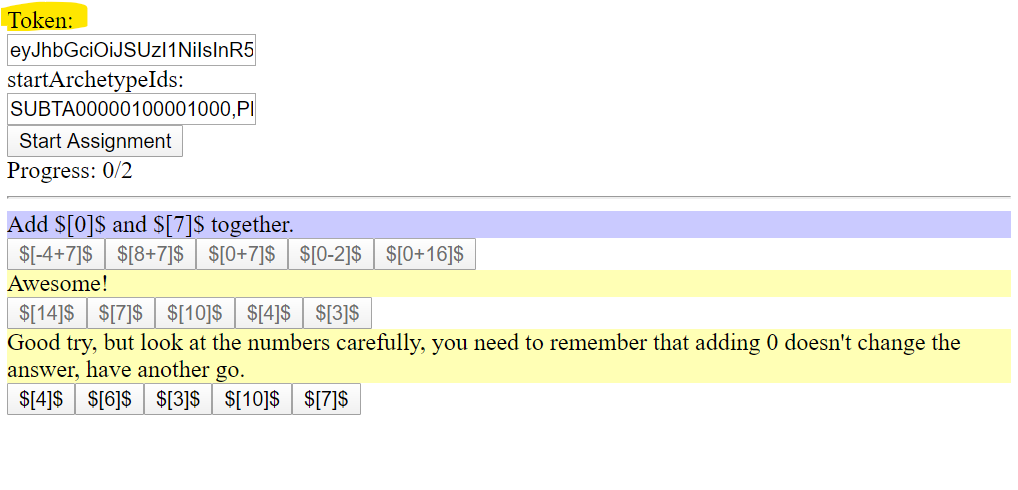 Token:
eyJhbGciOiJSUzI1NiIsInR5
startArchetypeIds:
SUBTA00000100001000,Pl
Start Assignment
Progress: 0/2
Add $[0]$ and $[7]$ together.
$[-4+7]$ $[8+7]$ $[0+7]$ $[0-2]$ $[0+16]$
Awesome!
$[14]$ $[7]$ $[10]$ $[4]$ $[3]$
Good try, but look at the numbers carefully, you need to remember that adding 0 doesn't change the
answer, have another go.
$[4]$ $[6]$ $[3]$ $[10]$ $[7]$